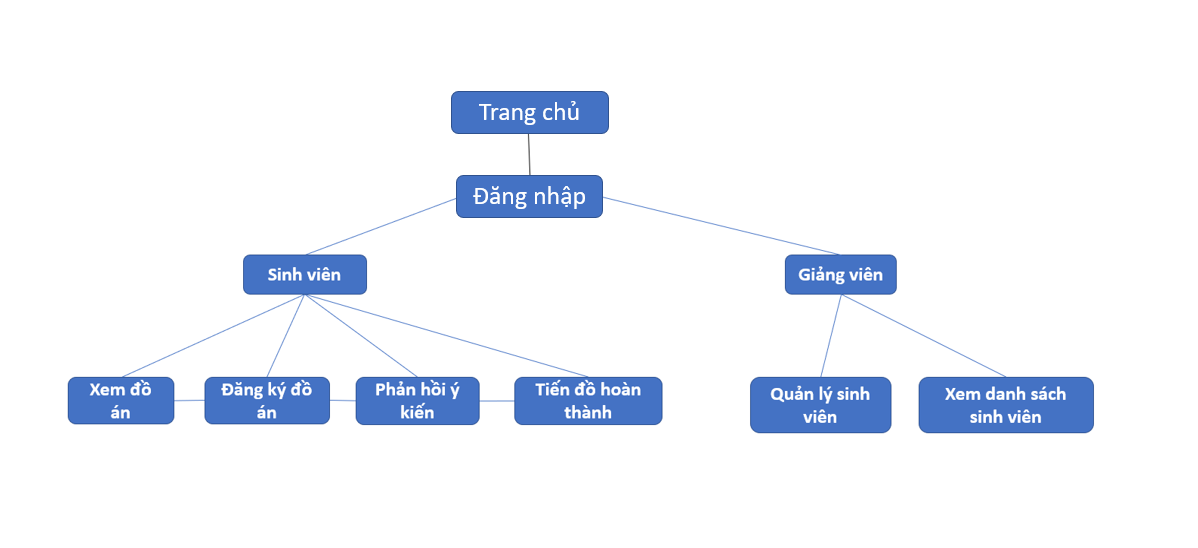 Trang chủ
Đăng nhập
Sinh viên
Giảng viên
Xem đồ
án
Đăng ký đồ
án
Phản hồi ý
kiến
Tiến đồ hoàn
thành
Quản lý sinh
viên
Xem danh sách
sinh viên